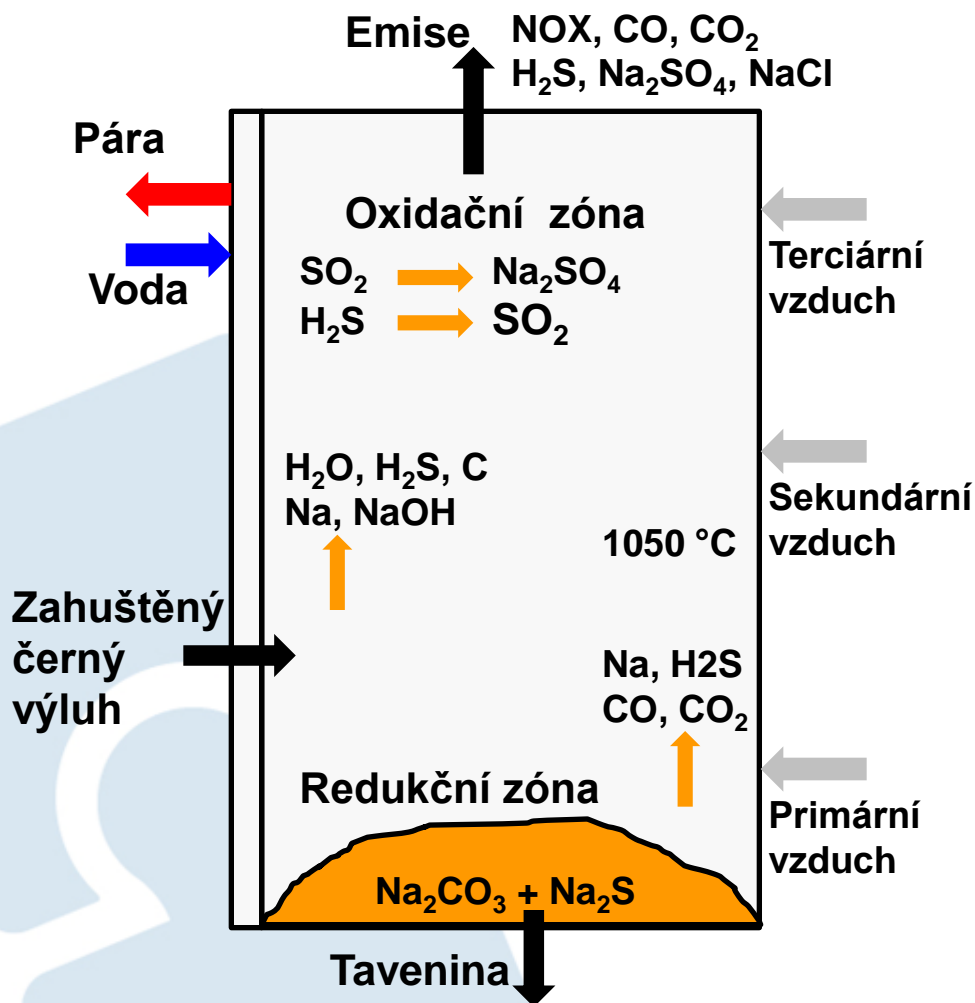 Emise
NOX, CO, CO₂
H₂S, Na₂SO₄, NaCl
Pára
Voda
Oxidační zóna
SO₂ Na₂SO₄
H₂S SO₂
Terciární
vzduch
H₂O, H₂S, C
Na, NaOH
1050 °C
Sekundární
vzduch
Zahuštěný
černý
výluh
Na, H2S
CO, CO₂
Redukční zóna
Primární
vzduch
Na₂CO₃ + Na₂S
Tavenina